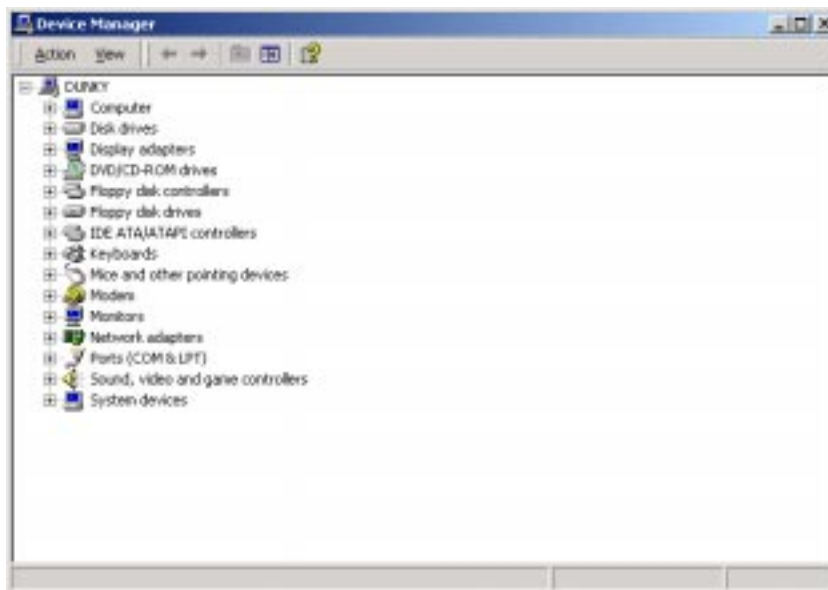 Device Manager
Action View
DUNKY
Computer
Disk drives
Display adapters
DVD/CD-ROM drives
Floppy disk controllers
Floppy disk drives
IDE ATA/ATAPI controllers
Keyboards
Mice and other pointing devices
Modem
Monitors
Network adapters
Ports (COM & LPT)
Sound, video and game controllers
System devices